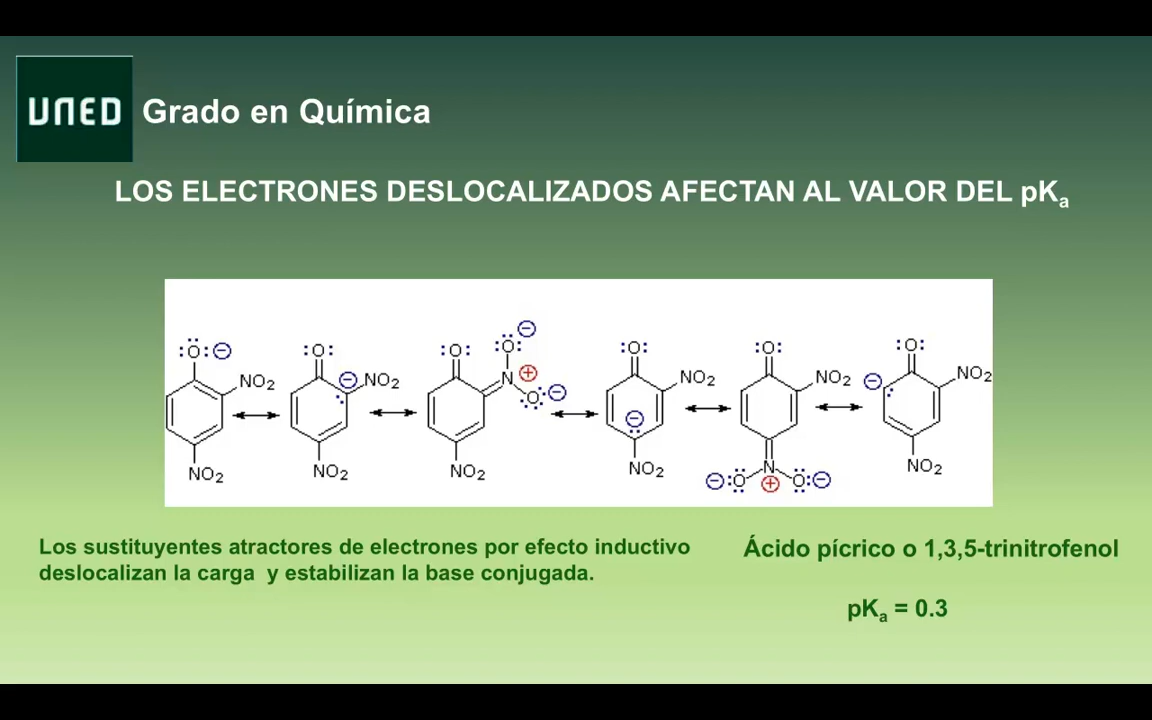 UNED
Grado en Química
LOS ELECTRONES DESLOCALIZADOS AFECTAN AL VALOR DEL pKₐ
:O:⊖ NO₂ NO₂
:O: ⊖ NO₂ NO₂
:O: :O: ⊖ N ⊕ O ⊖ NO₂
:O: NO₂ ⊖ NO₂
:O: NO₂ N ⊖ :O ⊕ O: ⊖
:O: ⊖ NO₂ NO₂
Los sustituyentes atractores de electrones por efecto inductivo
deslocalizan la carga y estabilizan la base conjugada.
Ácido pícrico o 1,3,5-trinitrofenol
pKₐ = 0.3